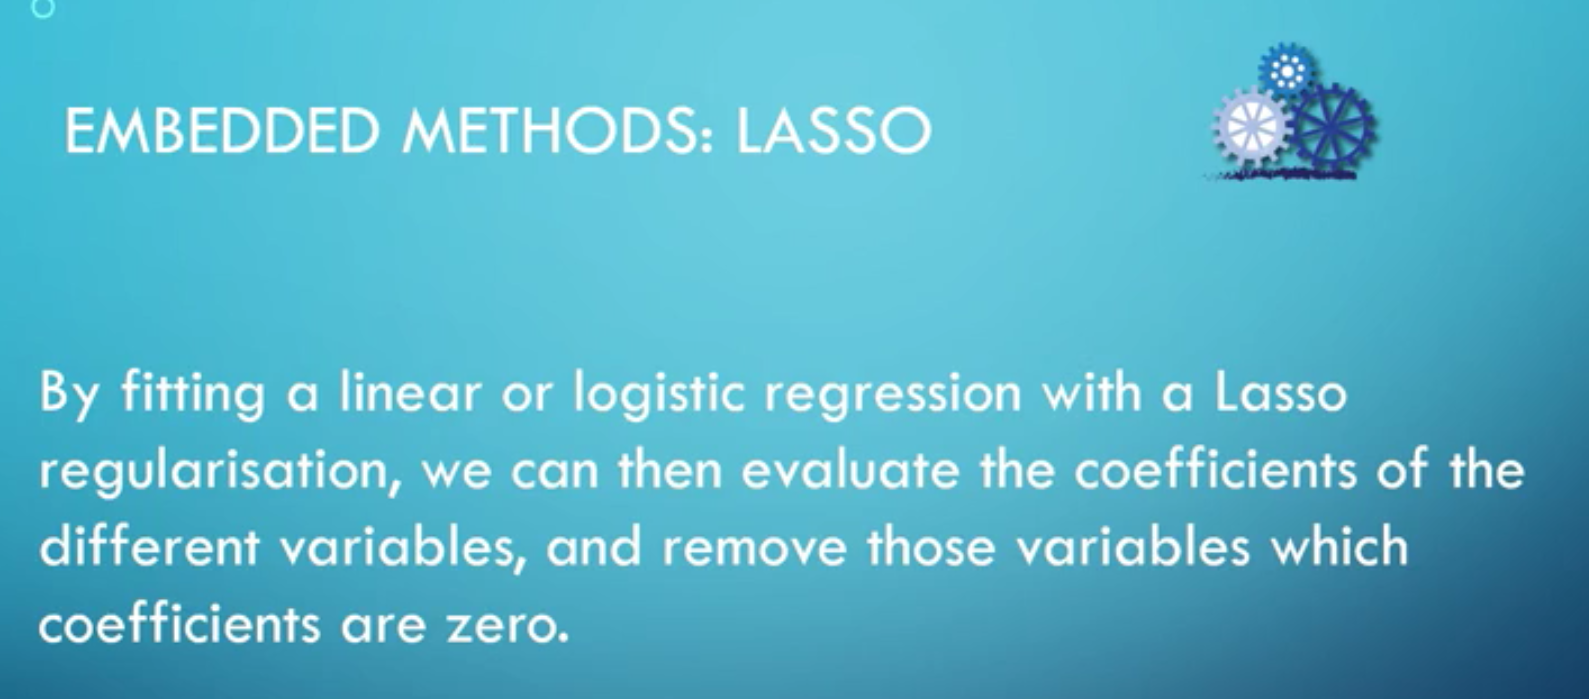 EMBEDDED METHODS: LASSO
By fitting a linear or logistic regression with a Lasso
regularisation, we can then evaluate the coefficients of the
different variables, and remove those variables which
coefficients are zero.